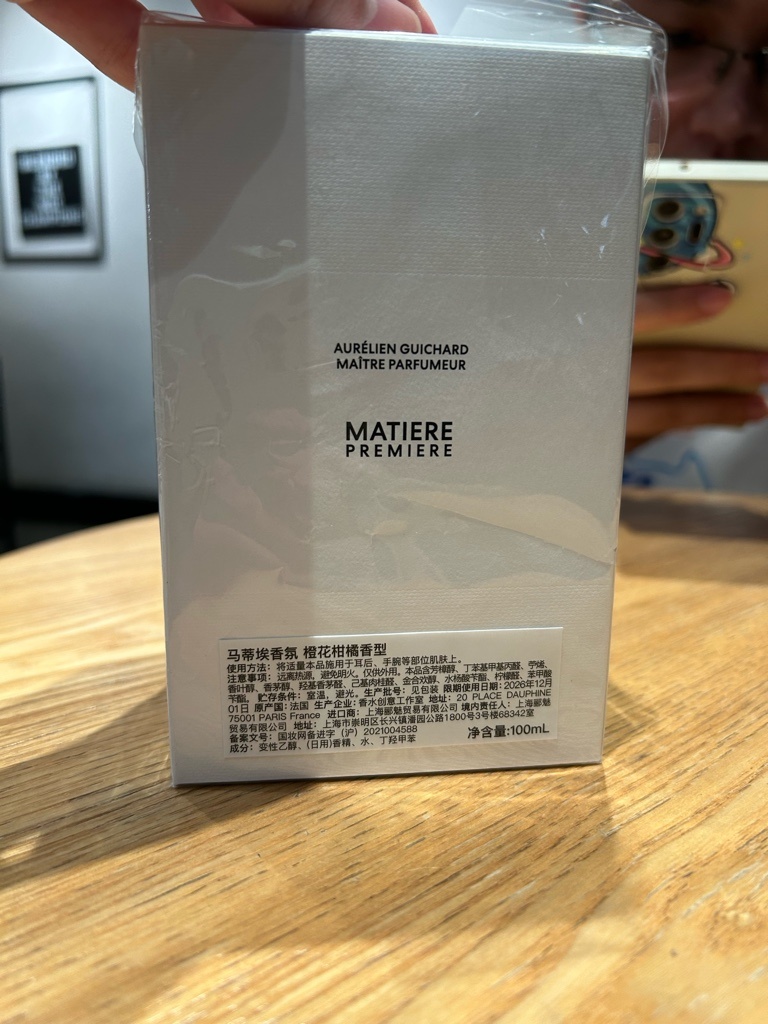 AURÉLIEN GUICHARD
MAÎTRE PARFUMEUR
MATIERE
PREMIERE
马蒂埃香氛 橙花柑橘香型
使用方法：将适量本品施用于耳后、手腕等部位肌肤上。
注意事项：远离热源，避免明火。仅供外用。本品含芳樟醇、丁苯基甲基丙醛、苧烯、
香叶醇、香茅醇、羟基香茅醛、己基肉桂醛、金合欢醇、水杨酸苄酯、柠檬醛、苯甲酸
苄酯。贮存条件：室温，避光。生产批号：见包装 限期使用日期：2026年12月
01日 原产国：法国 生产企业：香水创意工作室 地址：20 PLACE DAUPHINE
75001 PARIS France 进口商：上海郦魅贸易有限公司 境内责任人：上海郦魅
贸易有限公司 地址：上海市崇明区长兴镇潘园公路1800号3号楼68342室
备案文号：国妆网备进字（沪）2021004588
净含量:100mL
成分：变性乙醇、(日用)香精、水、丁羟甲苯